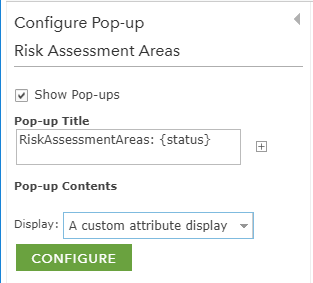 Configure Pop-up
Risk Assessment Areas
Show Pop-ups
Pop-up Title
RiskAssessmentAreas: {status}
Pop-up Contents
Display: A custom attribute display
CONFIGURE